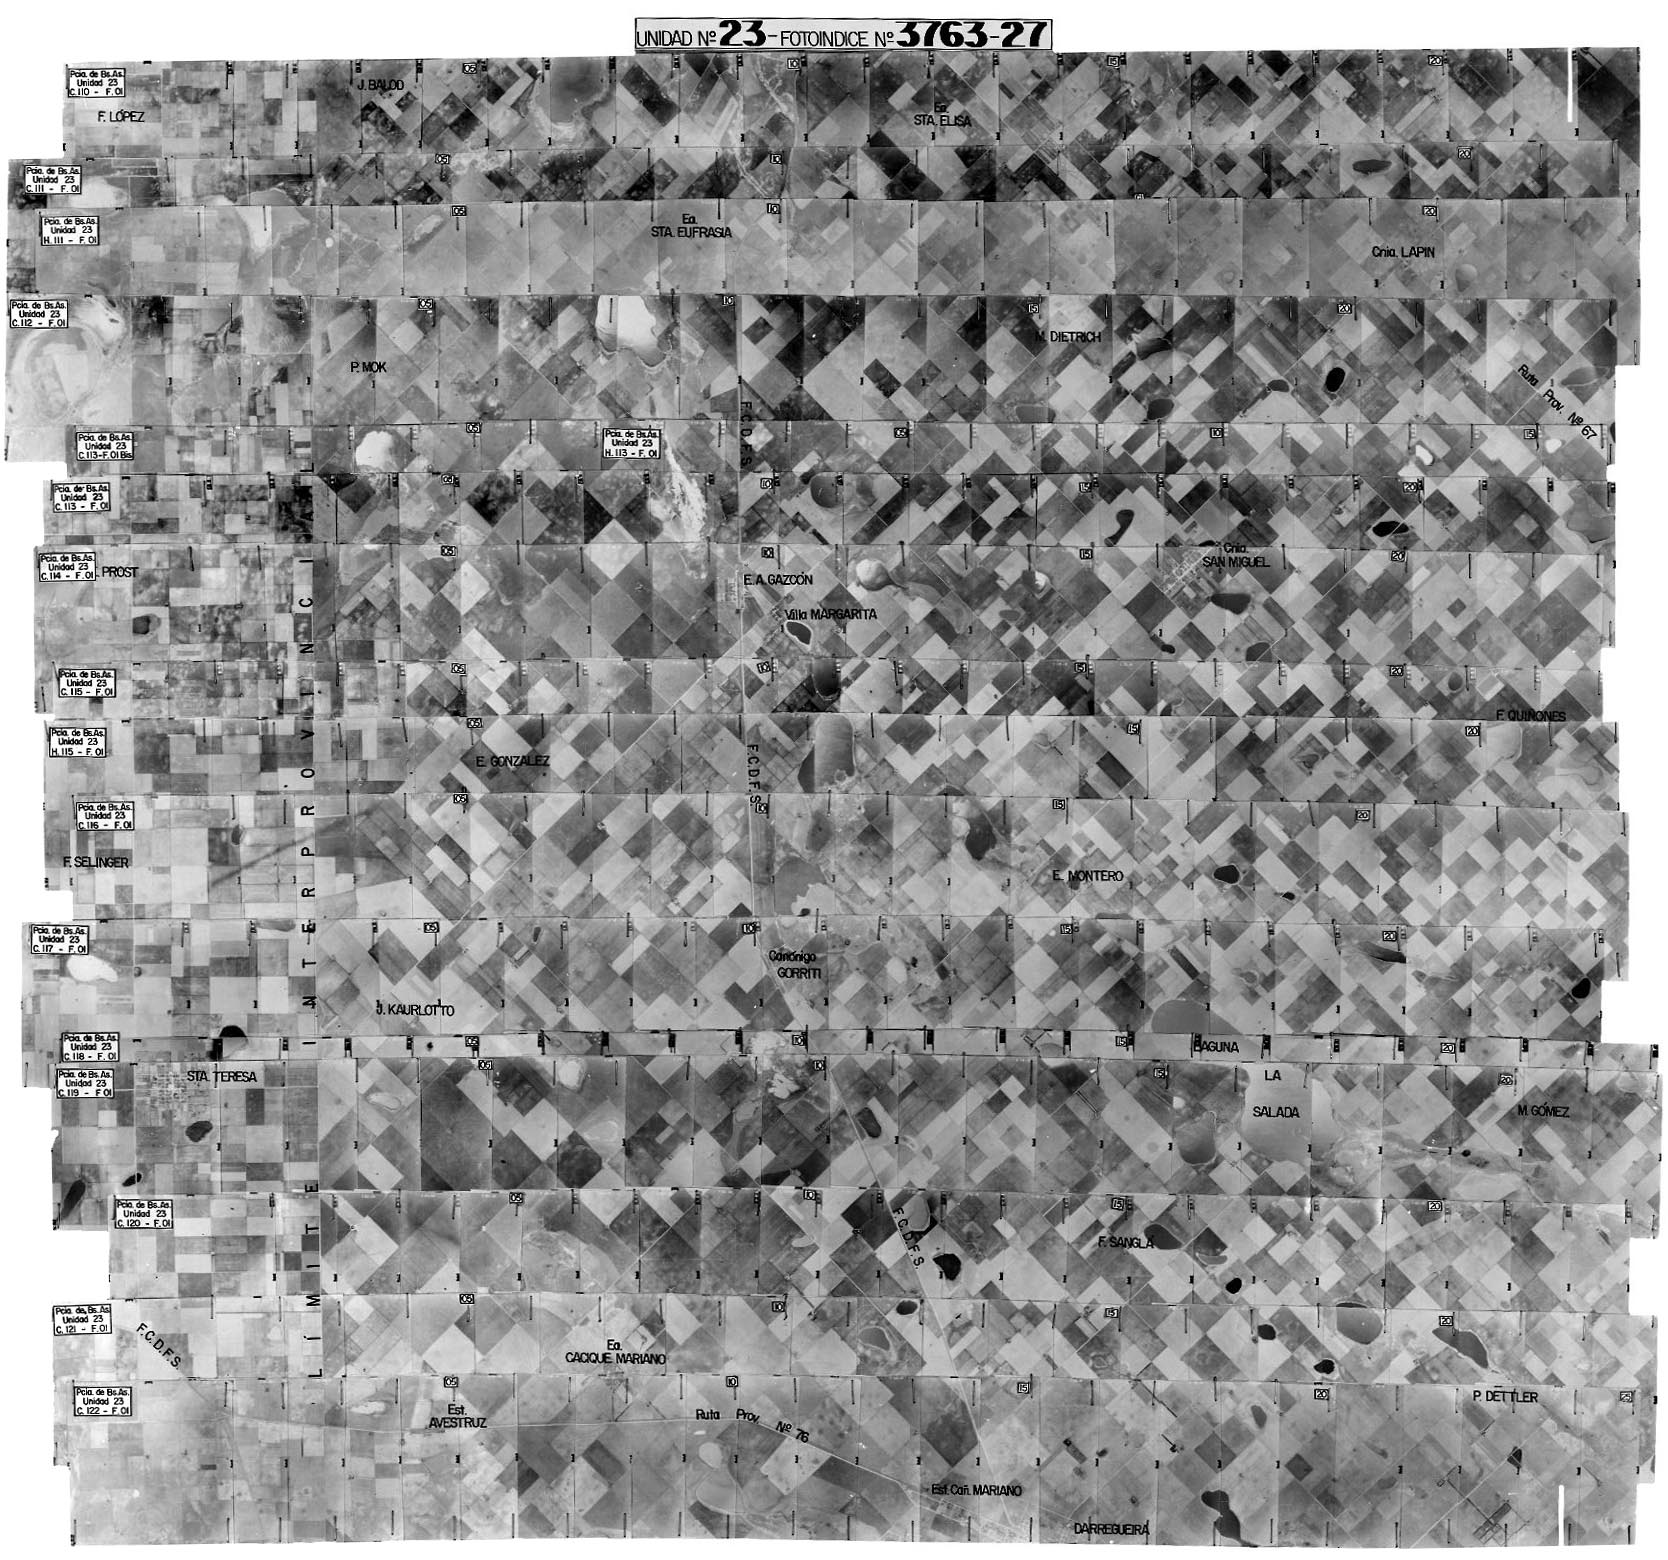 UNIDAD Nº 23 - FOTOINDICE Nº 3763-27
Pcia. de Bs.As.
Unidad 23
C.110 - F.01
F. LÓPEZ
J. BALOD
05
10
15
20
Ea.
STA. ELISA
Pcia. de Bs.As.
Unidad 23
C.111 - F.01
05
10
15
20
Pcia. de Bs.As.
Unidad 23
H.111 - F.01
05
10
20
Ea.
STA. EUFRASIA
Cnia. LAPIN
Pcia. de Bs.As.
Unidad 23
C.112 - F.01
05
10
15
20
P. MOK
M. DIETRICH
Ruta Prov. Nº 67
F.C.D.F.S.
Pcia. de Bs.As.
Unidad 23
C.113-F.01 Bis
05
Pcia. de Bs.As.
Unidad 23
H.113 - F.01
05
10
15
Pcia. de Bs.As.
Unidad 23
C.113 - F.01
05
10
15
20
Pcia. de Bs.As.
Unidad 23
C.114 - F.01
PROST
05
10
15
20
E.A. GAZCÓN
Villa MARGARITA
Cnia.
SAN MIGUEL
Pcia. de Bs.As.
Unidad 23
C.115 - F.01
05
10
15
20
F. QUIÑONES
Pcia. de Bs.As.
Unidad 23
H.115 - F.01
05
15
20
E. GONZALEZ
F.C.D.F.S.
Pcia. de Bs.As.
Unidad 23
C.116 - F.01
05
10
15
20
F. SELINGER
E. MONTERO
Pcia. de Bs.As.
Unidad 23
C.117 - F.01
05
10
15
20
Canónigo
GORRITI
J. KAURLOTTO
LÍMITE INTERPROVINCIAL
Pcia. de Bs.As.
Unidad 23
C.118 - F.01
05
10
15
20
LAGUNA
LA
SALADA
Pcia. de Bs.As.
Unidad 23
C.119 - F.01
STA. TERESA
05
10
15
20
M. GÓMEZ
Pcia. de Bs.As.
Unidad 23
C.120 - F.01
05
10
15
20
F.C.D.F.S.
F. SANGLÁ
Pcia. de Bs.As.
Unidad 23
C.121 - F.01
05
10
15
20
F.C.D.F.S.
Ea.
CACIQUE MARIANO
Pcia. de Bs.As.
Unidad 23
C.122 - F.01
05
10
15
20
25
P. DETTLER
Est.
AVESTRUZ
Ruta Prov. Nº 76
Est. Cañ. MARIANO
DARREGUEIRA